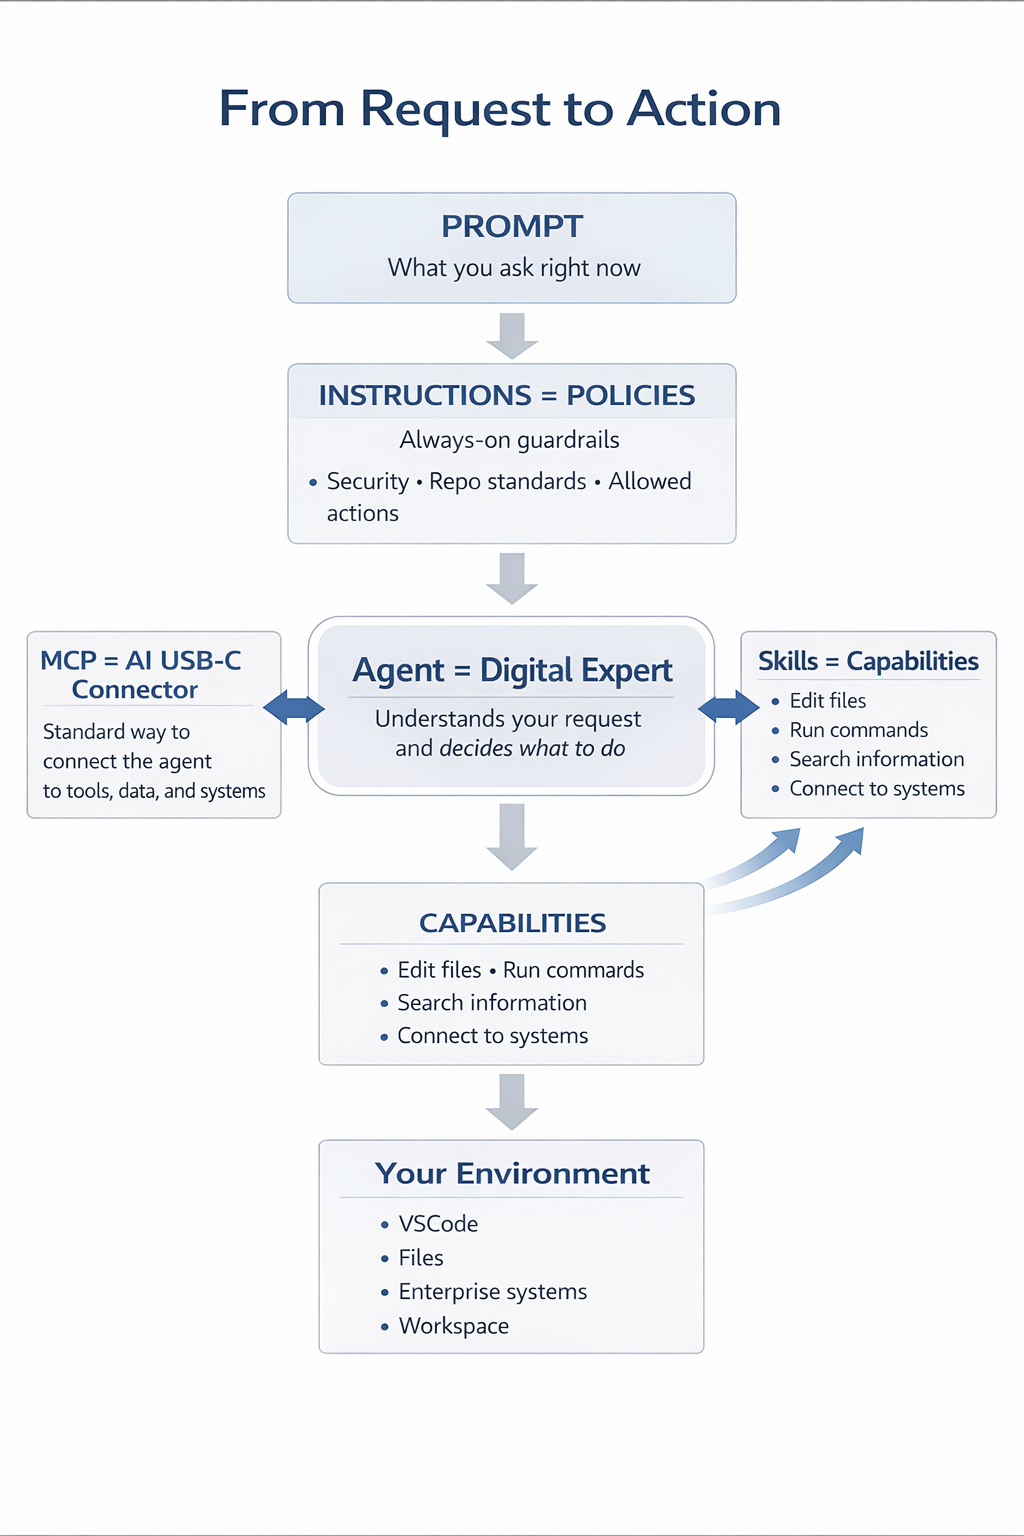 From Request to Action
PROMPT
What you ask right now
INSTRUCTIONS = POLICIES
Always-on guardrails
• Security • Repo standards • Allowed
actions
MCP = AI USB-C
Connector
Standard way to
connect the agent
to tools, data, and systems
Agent = Digital Expert
Understands your request
and decides what to do
Skills = Capabilities
• Edit files
• Run commands
• Search information
• Connect to systems
CAPABILITIES
• Edit files • Run commards
• Search information
• Connect to systems
Your Environment
• VSCode
• Files
• Enterprise systems
• Workspace